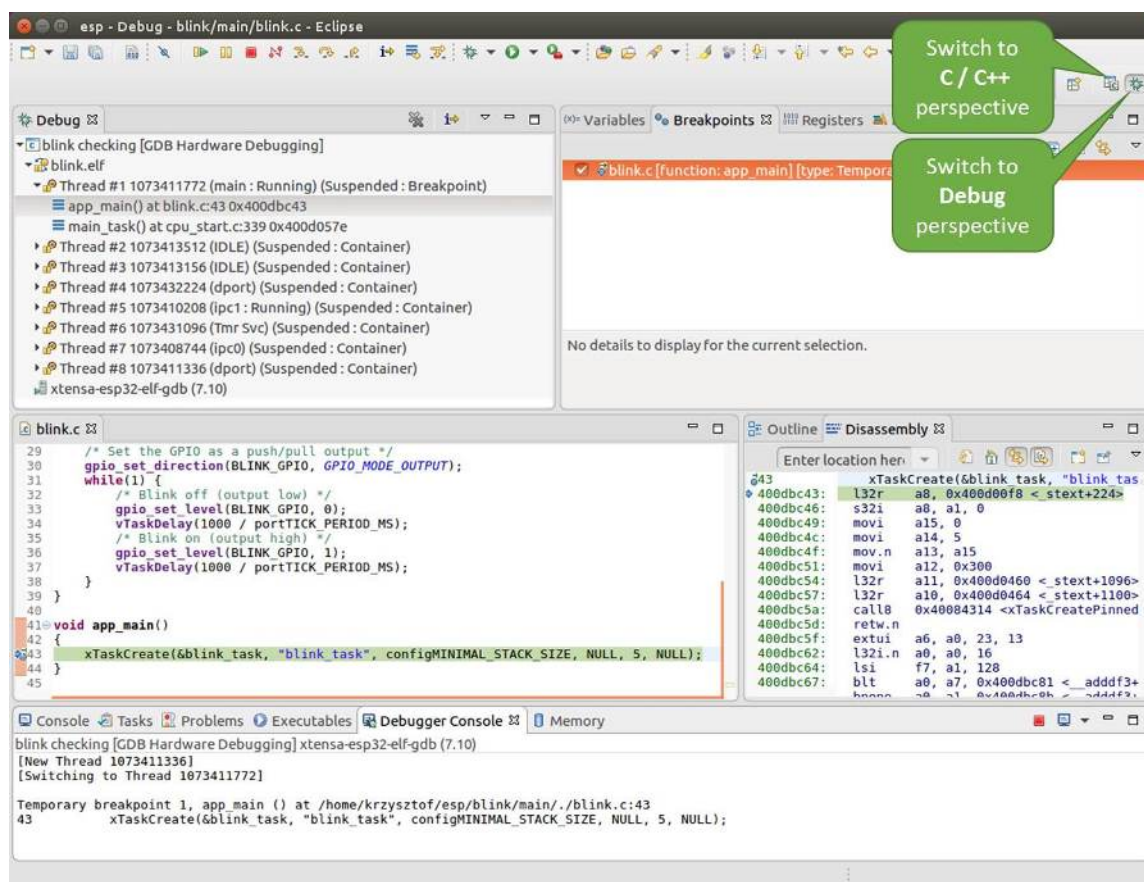 esp - Debug - blink/main/blink.c - Eclipse
Switch to
C / C++
perspective
Debug
Variables
Breakpoints
Registers
blink checking [GDB Hardware Debugging]
blink.elf
Thread #1 1073411772 (main : Running) (Suspended : Breakpoint)
app_main() at blink.c:43 0x400dbc43
main_task() at cpu_start.c:339 0x400d057e
Thread #2 1073413512 (IDLE) (Suspended : Container)
Thread #3 1073413156 (IDLE) (Suspended : Container)
Thread #4 1073432224 (dport) (Suspended : Container)
Thread #5 1073410208 (ipc1 : Running) (Suspended : Container)
Thread #6 1073431096 (Tmr Svc) (Suspended : Container)
Thread #7 1073408744 (ipc0) (Suspended : Container)
Thread #8 1073411336 (dport) (Suspended : Container)
xtensa-esp32-elf-gdb (7.10)
blink.c [function: app_main] [type: Tempora
Switch to
Debug
perspective
No details to display for the current selection.
blink.c
29 /* Set the GPIO as a push/pull output */
30 gpio_set_direction(BLINK_GPIO, GPIO_MODE_OUTPUT);
31 while(1) {
32 /* Blink off (output low) */
33 gpio_set_level(BLINK_GPIO, 0);
34 vTaskDelay(1000 / portTICK_PERIOD_MS);
35 /* Blink on (output high) */
36 gpio_set_level(BLINK_GPIO, 1);
37 vTaskDelay(1000 / portTICK_PERIOD_MS);
38 }
39 }
40
41 void app_main()
42 {
43 xTaskCreate(&blink_task, "blink_task", configMINIMAL_STACK_SIZE, NULL, 5, NULL);
44 }
45
Outline Disassembly
Enter location her
43 xTaskCreate(&blink_task, "blink_tas
400dbc43: l32r a8, 0x400d00f8 <_stext+224>
400dbc46: s32i a8, a1, 0
400dbc49: movi a15, 0
400dbc4c: movi a14, 5
400dbc4f: mov.n a13, a15
400dbc51: movi a12, 0x300
400dbc54: l32r a11, 0x400d0460 <_stext+1096>
400dbc57: l32r a10, 0x400d0464 <_stext+1100>
400dbc5a: call8 0x40084314 <xTaskCreatePinned
400dbc5d: retw.n
400dbc5f: extui a6, a0, 23, 13
400dbc62: l32i.n a0, a0, 16
400dbc64: lsi f7, a1, 128
400dbc67: blt a0, a7, 0x400dbc81 <__adddf3+
Console Tasks Problems Executables Debugger Console Memory
blink checking [GDB Hardware Debugging] xtensa-esp32-elf-gdb (7.10)
[New Thread 1073411336]
[Switching to Thread 1073411772]
Temporary breakpoint 1, app_main () at /home/krzysztof/esp/blink/main/./blink.c:43
43 xTaskCreate(&blink_task, "blink_task", configMINIMAL_STACK_SIZE, NULL, 5, NULL);